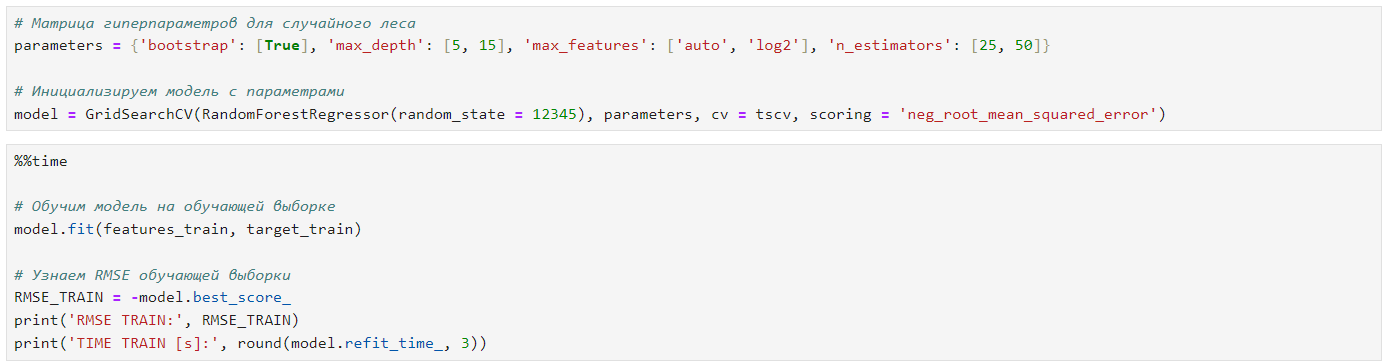 # Матрица гиперпараметров для случайного леса
parameters = {'bootstrap': [True], 'max_depth': [5, 15], 'max_features': ['auto', 'log2'], 'n_estimators': [25, 50]}
# Инициализируем модель с параметрами
model = GridSearchCV(RandomForestRegressor(random_state = 12345), parameters, cv = tscv, scoring = 'neg_root_mean_squared_error')
%%time
# Обучим модель на обучающей выборке
model.fit(features_train, target_train)
# Узнаем RMSE обучающей выборки
RMSE_TRAIN = -model.best_score_
print('RMSE TRAIN:', RMSE_TRAIN)
print('TIME TRAIN [s]:', round(model.refit_time_, 3))